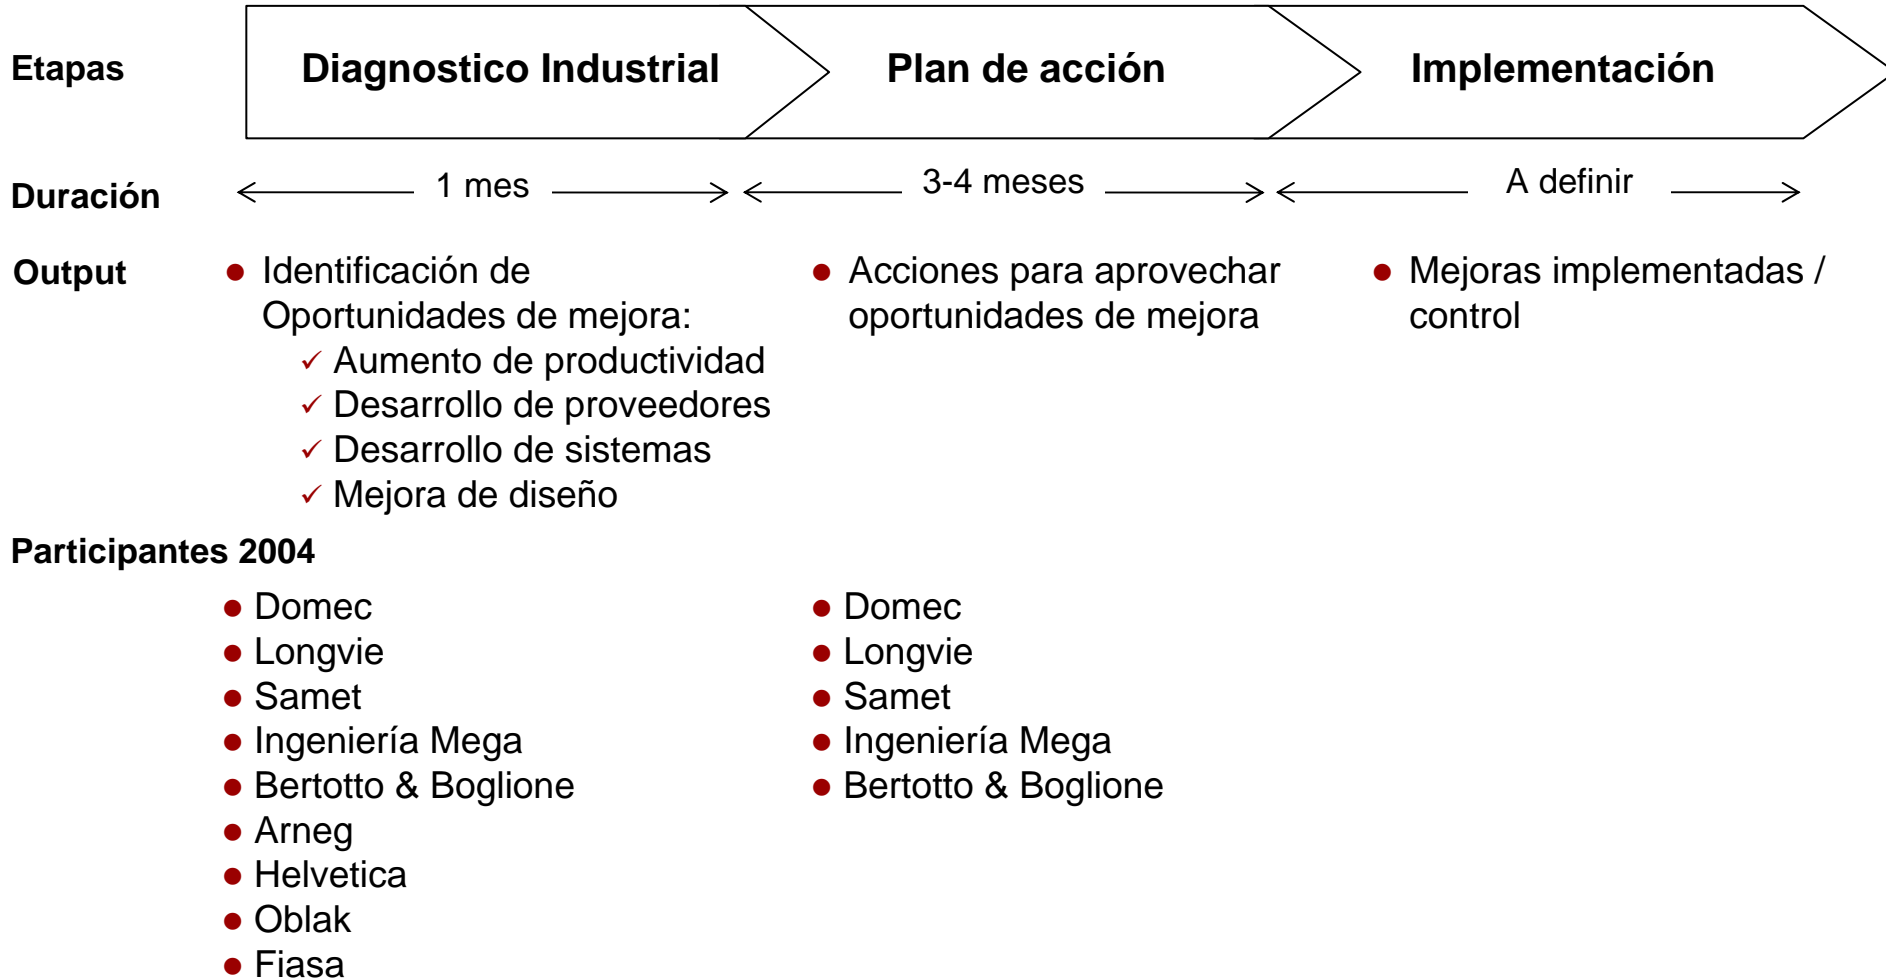 Etapas
Diagnostico Industrial
Plan de acción
Implementación
Duración
1 mes
3-4 meses
A definir
Output
● Identificación de
Oportunidades de mejora:
✓ Aumento de productividad
✓ Desarrollo de proveedores
✓ Desarrollo de sistemas
✓ Mejora de diseño
● Acciones para aprovechar
oportunidades de mejora
● Mejoras implementadas /
control
Participantes 2004
● Domec
● Longvie
● Samet
● Ingeniería Mega
● Bertotto & Boglione
● Arneg
● Helvetica
● Oblak
● Fiasa
● Domec
● Longvie
● Samet
● Ingeniería Mega
● Bertotto & Boglione